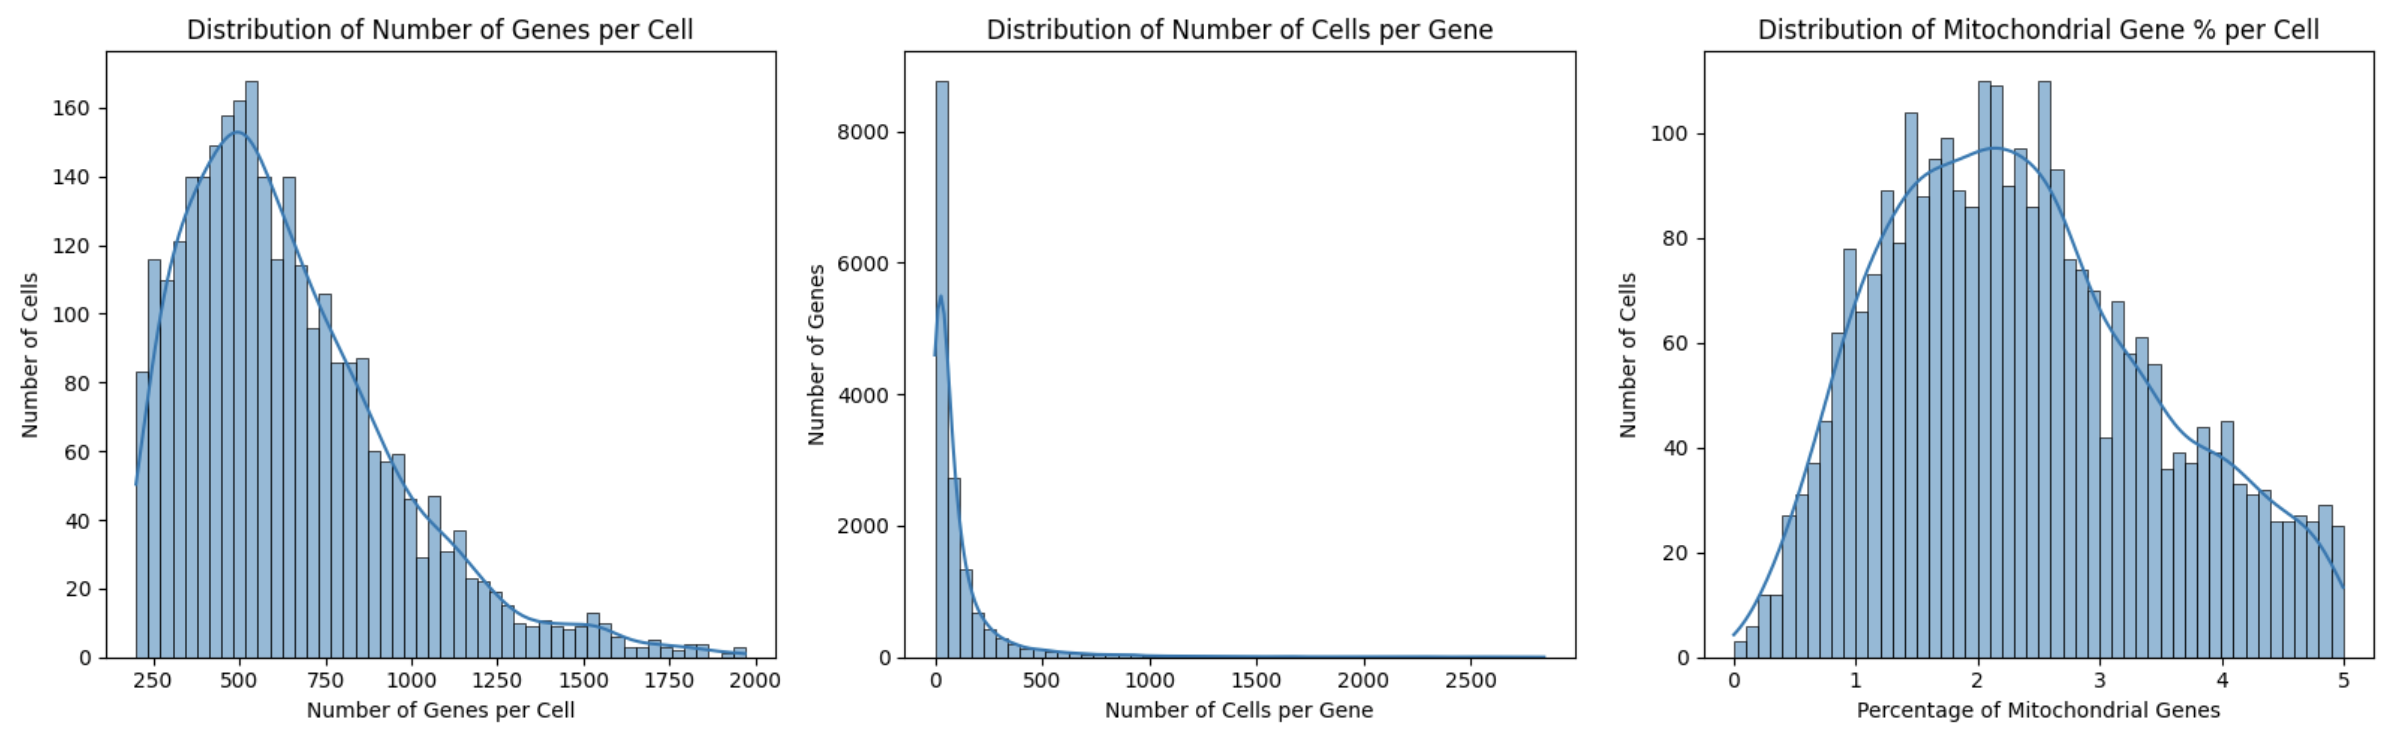 Distribution of Number of Genes per Cell
Number of Cells
160
140
120
100
80
60
40
20
0
250 500 750 1000 1250 1500 1750 2000
Number of Genes per Cell
Distribution of Number of Cells per Gene
Number of Genes
8000
6000
4000
2000
0
0 500 1000 1500 2000 2500
Number of Cells per Gene
Distribution of Mitochondrial Gene % per Cell
Number of Cells
100
80
60
40
20
0
0 1 2 3 4 5
Percentage of Mitochondrial Genes